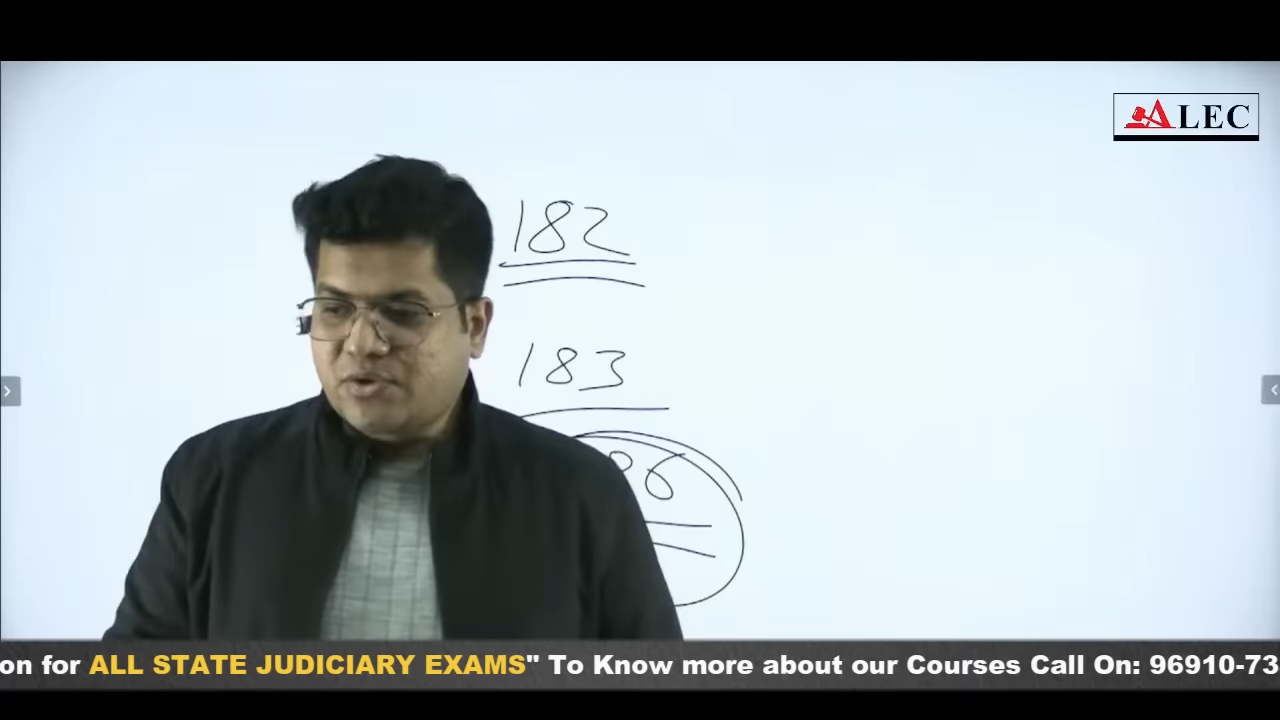 ALEC
182
183
on for ALL STATE JUDICIARY EXAMS" To Know more about our Courses Call On: 96910-73